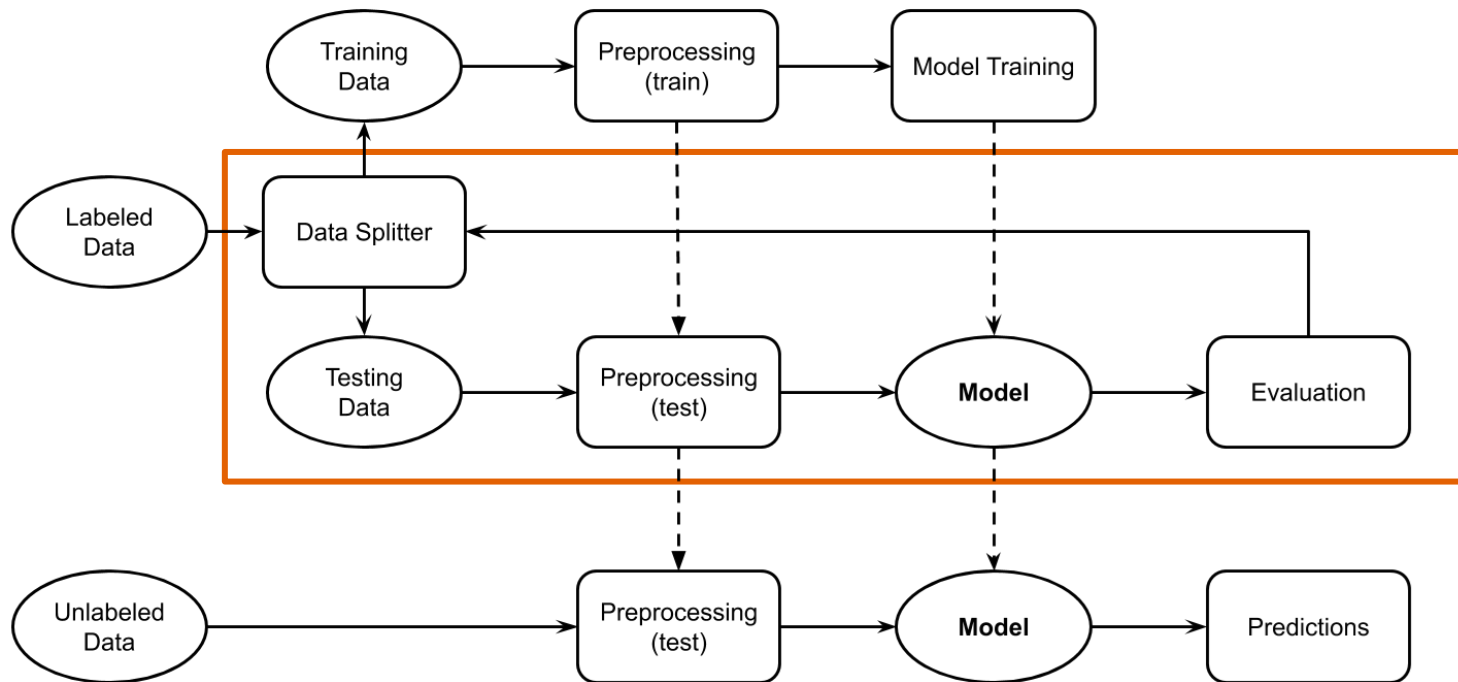 Training
Data
Preprocessing
(train)
Model Training
Labeled
Data
Data Splitter
Testing
Data
Preprocessing
(test)
Model
Evaluation
Unlabeled
Data
Preprocessing
(test)
Model
Predictions